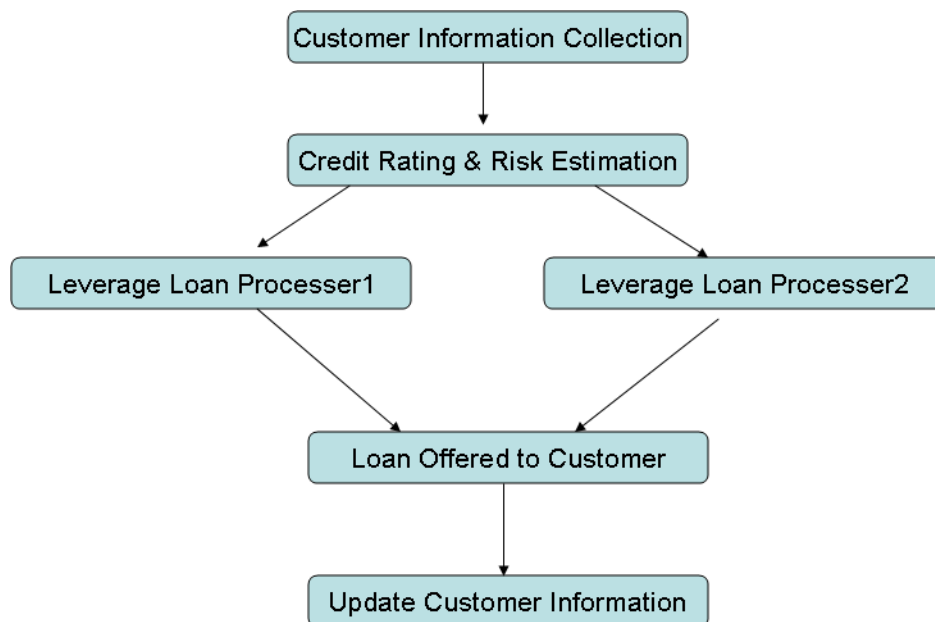 Customer Information Collection
Credit Rating & Risk Estimation
Leverage Loan Processer1
Leverage Loan Processer2
Loan Offered to Customer
Update Customer Information